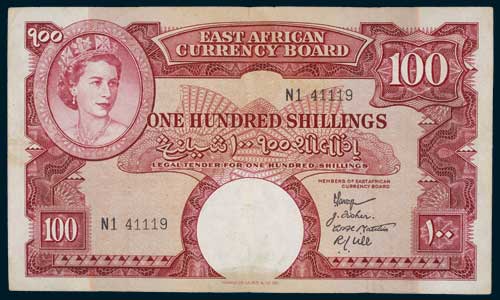 ૧૦૦
EAST AFRICAN
CURRENCY BOARD
100
N1 41119
ONE HUNDRED SHILLINGS
LEGAL TENDER FOR ONE HUNDRED SHILLINGS
MEMBERS OF EAST AFRICAN
CURRENCY BOARD
N1 41119
100
١٠٠